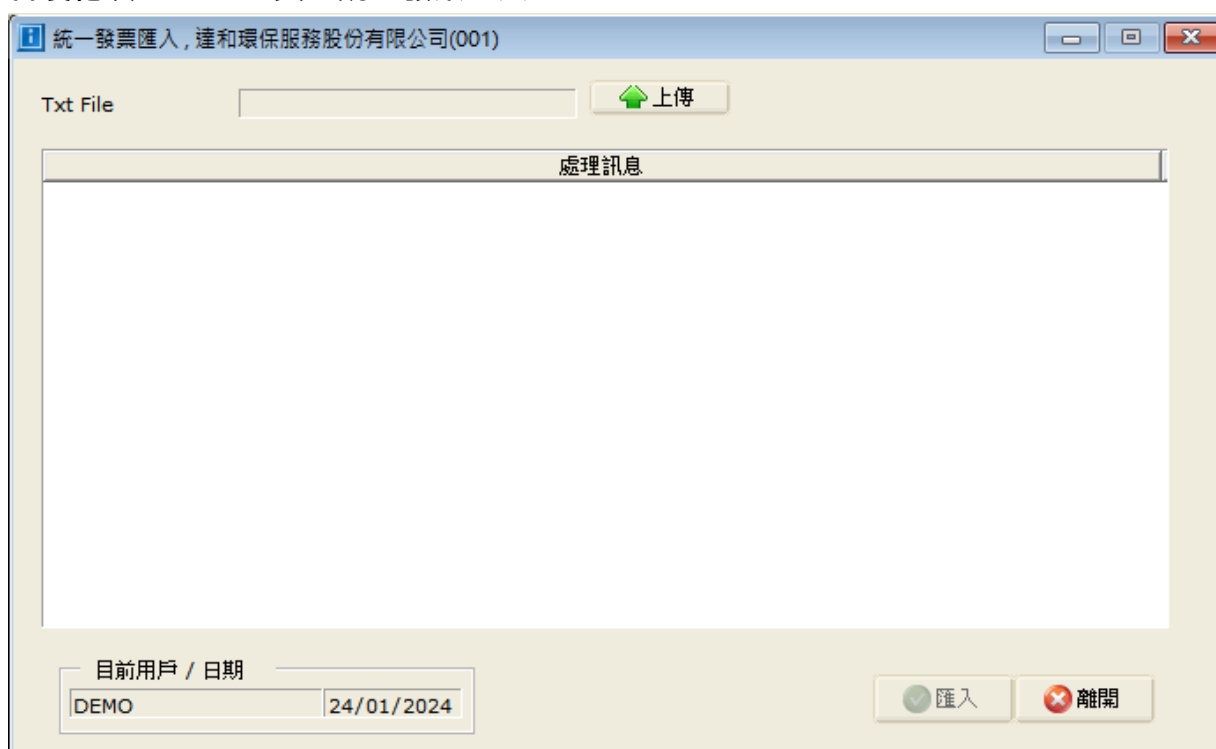 統一發票匯入 , 達和環保服務股份有限公司(001)
Txt File 上傳
處理訊息
目前用戶 / 日期
DEMO 24/01/2024 匯入 離開